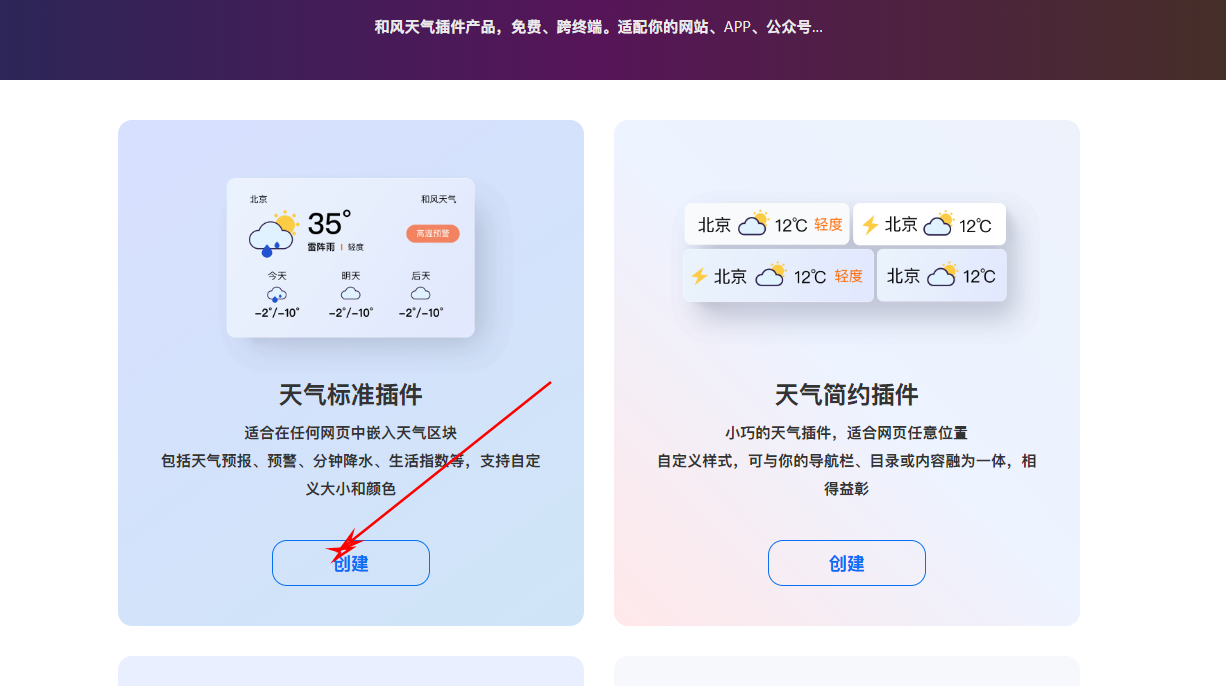 和风天气插件产品，免费、跨终端。适配你的网站、APP、公众号...
北京
和风天气
35°
高温预警
雷阵雨 | 轻度
今天
明天
后天
-2°/-10°
-2°/-10°
-2°/-10°
天气标准插件
适合在任何网页中嵌入天气区块
包括天气预报、预警、分钟降水、生活指数等，支持自定
义大小和颜色
创建
北京 12℃ 轻度
北京 12℃
北京 12℃ 轻度
北京 12℃
天气简约插件
小巧的天气插件，适合网页任意位置
自定义样式，可与你的导航栏、目录或内容融为一体，相
得益彰
创建